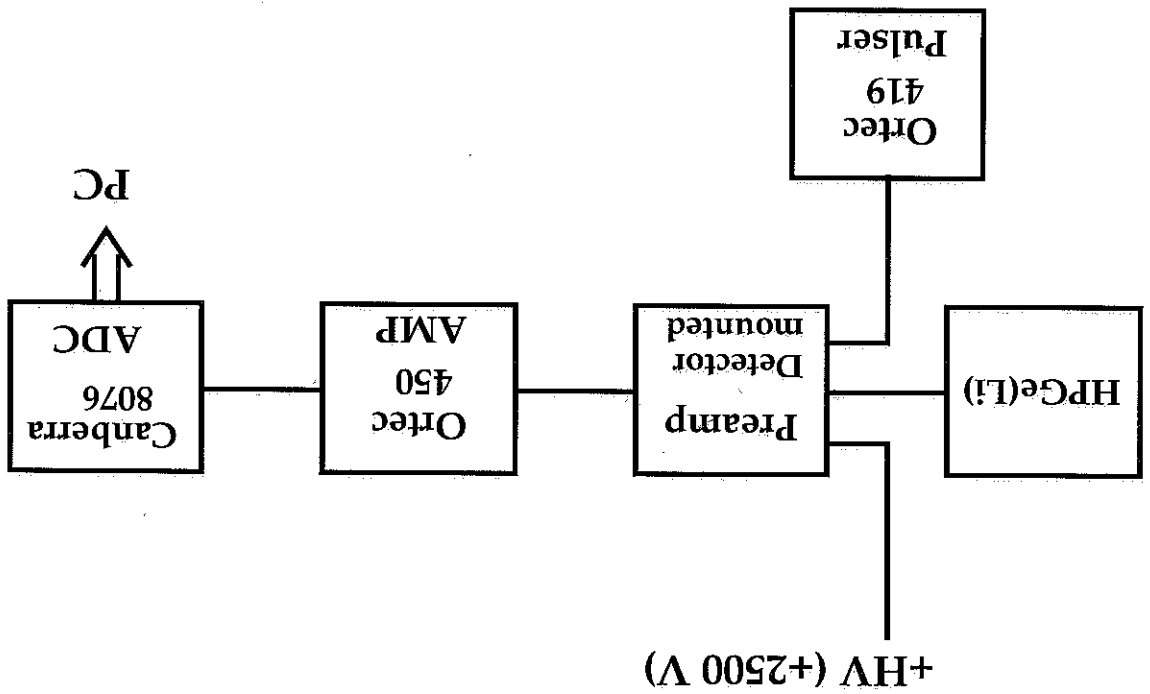 +HV (+2500 V)
HPGe(Li)
Preamp
Detector
mounted
Ortec
450
AMP
Canberra
8076
ADC
PC
Ortec
419
Pulser